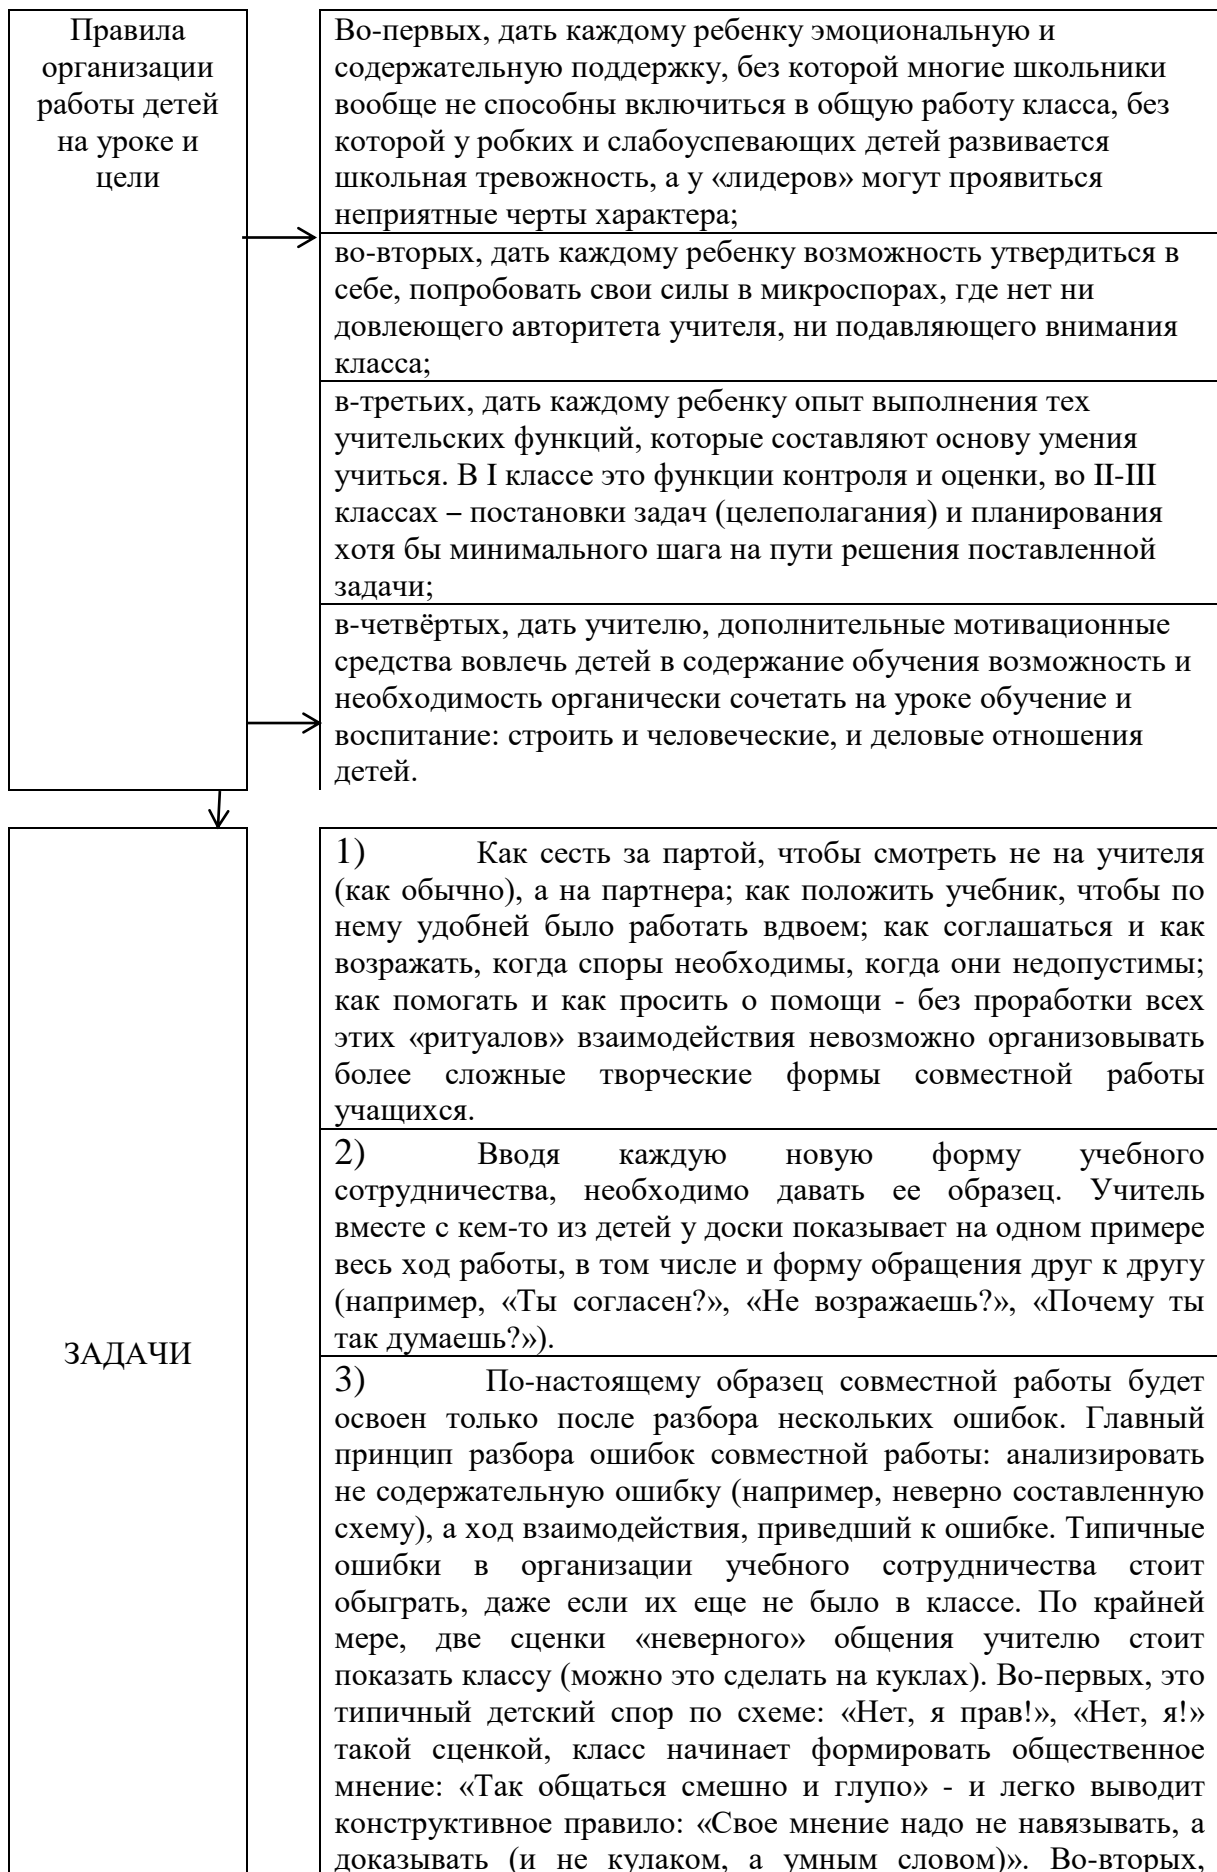 Правила
организации
работы детей
на уроке и
цели
Во-первых, дать каждому ребенку эмоциональную и
содержательную поддержку, без которой многие школьники
вообще не способны включиться в общую работу класса, без
которой у робких и слабоуспевающих детей развивается
школьная тревожность, а у «лидеров» могут проявиться
неприятные черты характера;
во-вторых, дать каждому ребенку возможность утвердиться в
себе, попробовать свои силы в микроспорах, где нет ни
довлеющего авторитета учителя, ни подавляющего внимания
класса;
в-третьих, дать каждому ребенку опыт выполнения тех
учительских функций, которые составляют основу умения
учиться. В I классе это функции контроля и оценки, во II-III
классах – постановки задач (целеполагания) и планирования
хотя бы минимального шага на пути решения поставленной
задачи;
в-четвёртых, дать учителю, дополнительные мотивационные
средства вовлечь детей в содержание обучения возможность и
необходимость органически сочетать на уроке обучение и
воспитание: строить и человеческие, и деловые отношения
детей.
ЗАДАЧИ
1) Как сесть за партой, чтобы смотреть не на учителя
(как обычно), а на партнера; как положить учебник, чтобы по
нему удобней было работать вдвоем; как соглашаться и как
возражать, когда споры необходимы, когда они недопустимы;
как помогать и как просить о помощи - без проработки всех
этих «ритуалов» взаимодействия невозможно организовывать
более сложные творческие формы совместной работы
учащихся.
2) Вводя каждую новую форму учебного
сотрудничества, необходимо давать ее образец. Учитель
вместе с кем-то из детей у доски показывает на одном примере
весь ход работы, в том числе и форму обращения друг к другу
(например, «Ты согласен?», «Не возражаешь?», «Почему ты
так думаешь?»).
3) По-настоящему образец совместной работы будет
освоен только после разбора нескольких ошибок. Главный
принцип разбора ошибок совместной работы: анализировать
не содержательную ошибку (например, неверно составленную
схему), а ход взаимодействия, приведший к ошибке. Типичные
ошибки в организации учебного сотрудничества стоит
обыграть, даже если их еще не было в классе. По крайней
мере, две сценки «неверного» общения учителю стоит
показать классу (можно это сделать на куклах). Во-первых, это
типичный детский спор по схеме: «Нет, я прав!», «Нет, я!»
такой сценкой, класс начинает формировать общественное
мнение: «Так общаться смешно и глупо» - и легко выводит
конструктивное правило: «Свое мнение надо не навязывать, а
доказывать (и не кулаком, а умным словом)». Во-вторых,